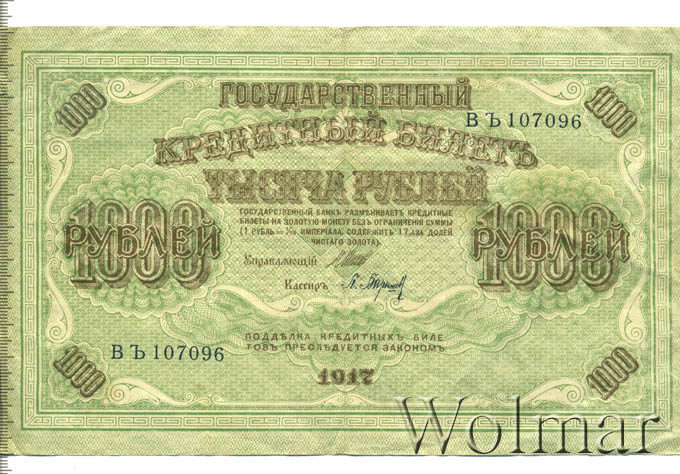 1000
ГОСУДАРСТВЕННЫЙ
1000
ВЪ 107096
КРЕДИТНЫЙ БИЛЕТЪ
ТЫСЯЧА РУБЛЕЙ
ГОСУДАРСТВЕННЫЙ БАНКЪ РАЗМѢНИВАЕТЪ КРЕДИТНЫЕ
БИЛЕТЫ НА ЗОЛОТУЮ МОНЕТУ БЕЗЪ ОГРАНИЧЕНІЯ СУММЫ
(1 РУБЛЬ = 1/15 ИМПЕРІАЛА, СОДЕРЖИТЪ 17,424 ДОЛЕЙ
ЧИСТАГО ЗОЛОТА).
1000 РУБЛЕЙ
1000 РУБЛЕЙ
Управляющій
Кассиръ
ПОДДѢЛКА КРЕДИТНЫХЪ БИЛЕ
ТОВЪ ПРЕСЛѢДУЕТСЯ ЗАКОНОМЪ
ВЪ 107096
1000
1917
1000
Wolmar